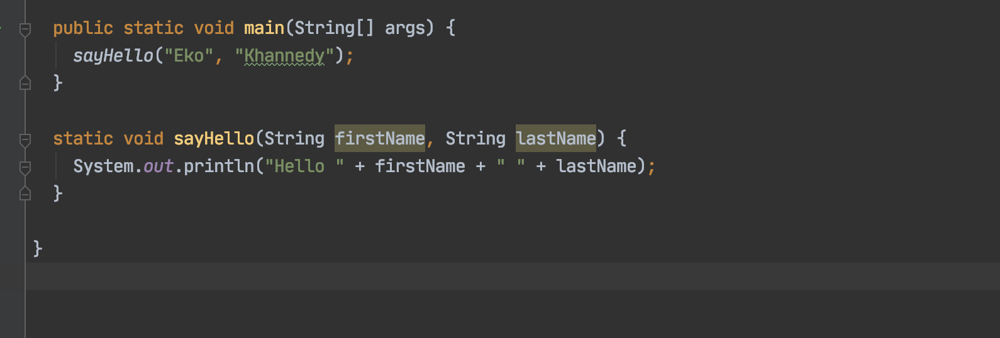 public static void main(String[] args) {
sayHello("Eko", "Khannedy");
}
static void sayHello(String firstName, String lastName) {
System.out.println("Hello " + firstName + " " + lastName);
}
}